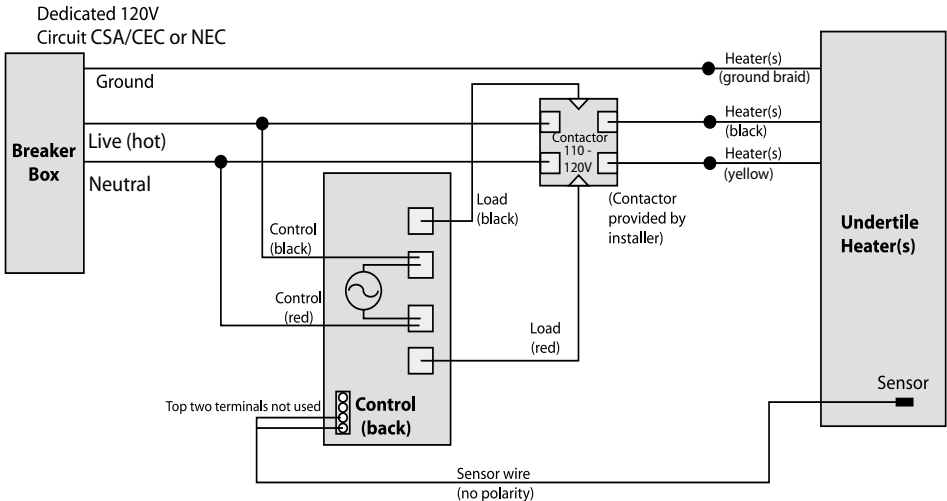 Dedicated 120V
Circuit CSA/CEC or NEC
Breaker
Box
Ground
Live (hot)
Neutral
Heater(s)
(ground braid)
Heater(s)
(black)
Heater(s)
(yellow)
Contactor
110 -
120V
(Contactor
provided by
installer)
Load
(black)
Control
(black)
Control
(red)
Load
(red)
Undertile
Heater(s)
Sensor
Top two terminals not used
Control
(back)
Sensor wire
(no polarity)